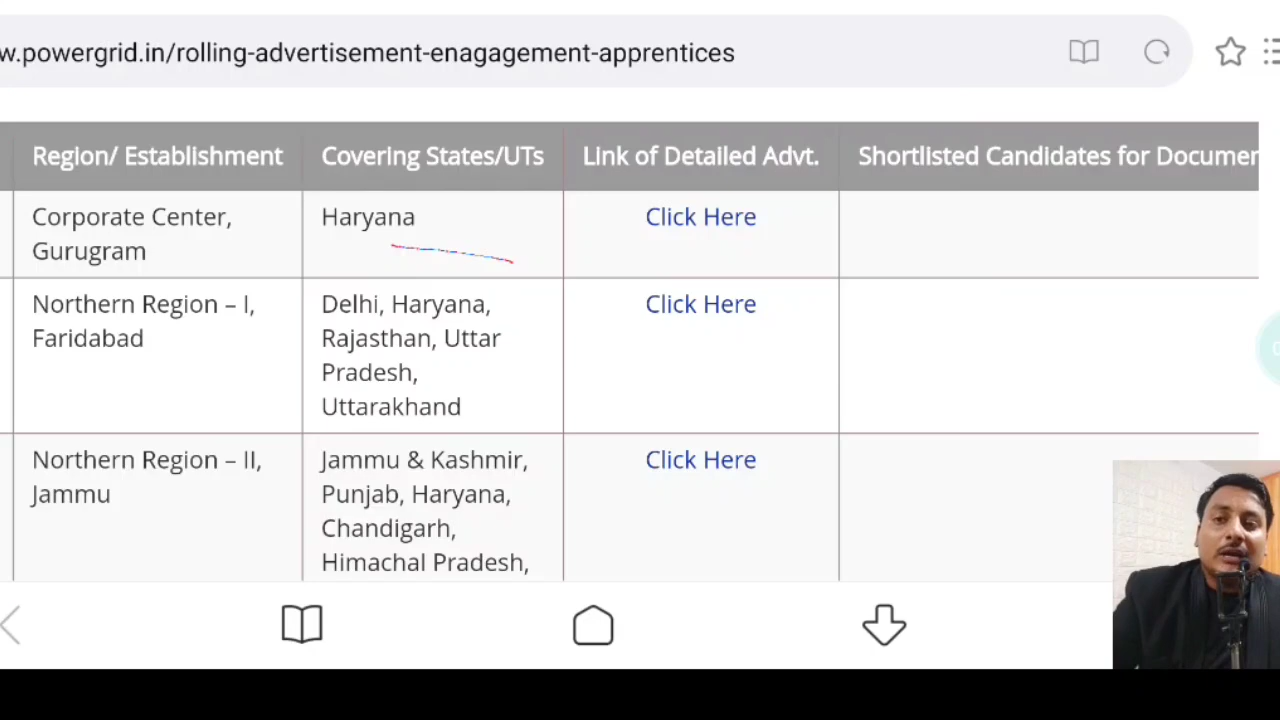 w.powergrid.in/rolling-advertisement-enagagement-apprentices
Region/ Establishment Covering States/UTs Link of Detailed Advt. Shortlisted Candidates for Documen
Corporate Center, Haryana Click Here
Gurugram
Northern Region – I, Delhi, Haryana, Click Here
Faridabad Rajasthan, Uttar
Pradesh,
Uttarakhand
Northern Region – II, Jammu & Kashmir, Click Here
Jammu Punjab, Haryana,
Chandigarh,
Himachal Pradesh,